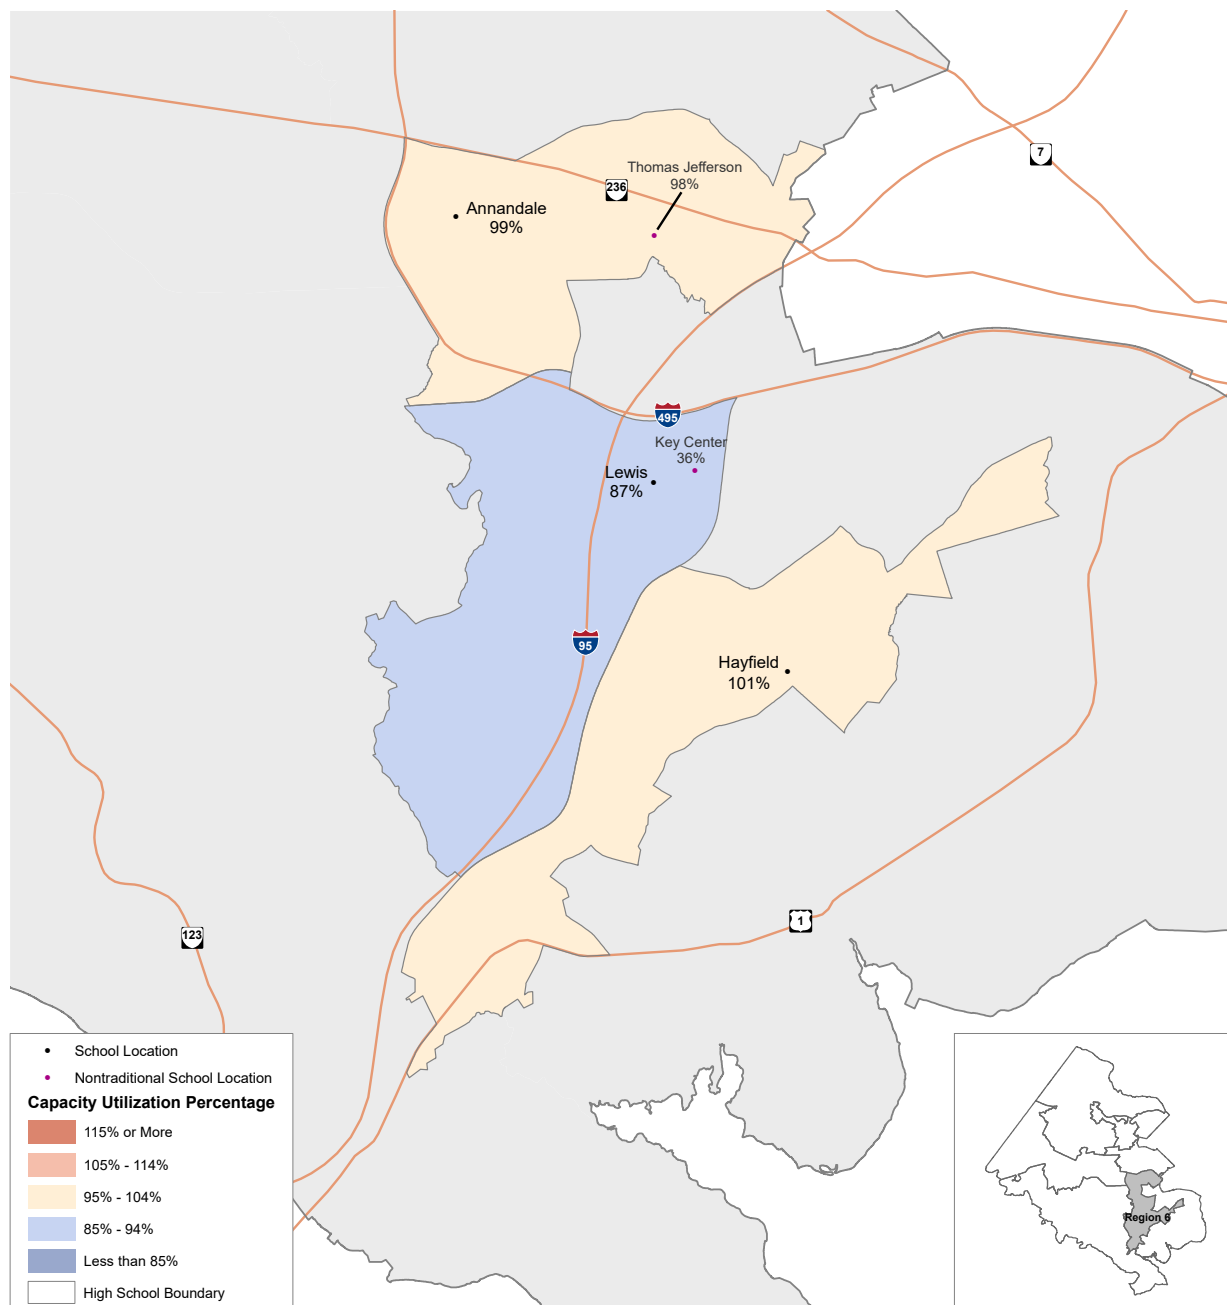 7
Thomas Jefferson
98%
236
Annandale
99%
495
Key Center
36%
Lewis
87%
95
Hayfield
101%
1
123
School Location
Nontraditional School Location
Capacity Utilization Percentage
115% or More
105% - 114%
95% - 104%
85% - 94%
Less than 85%
High School Boundary
Region 6